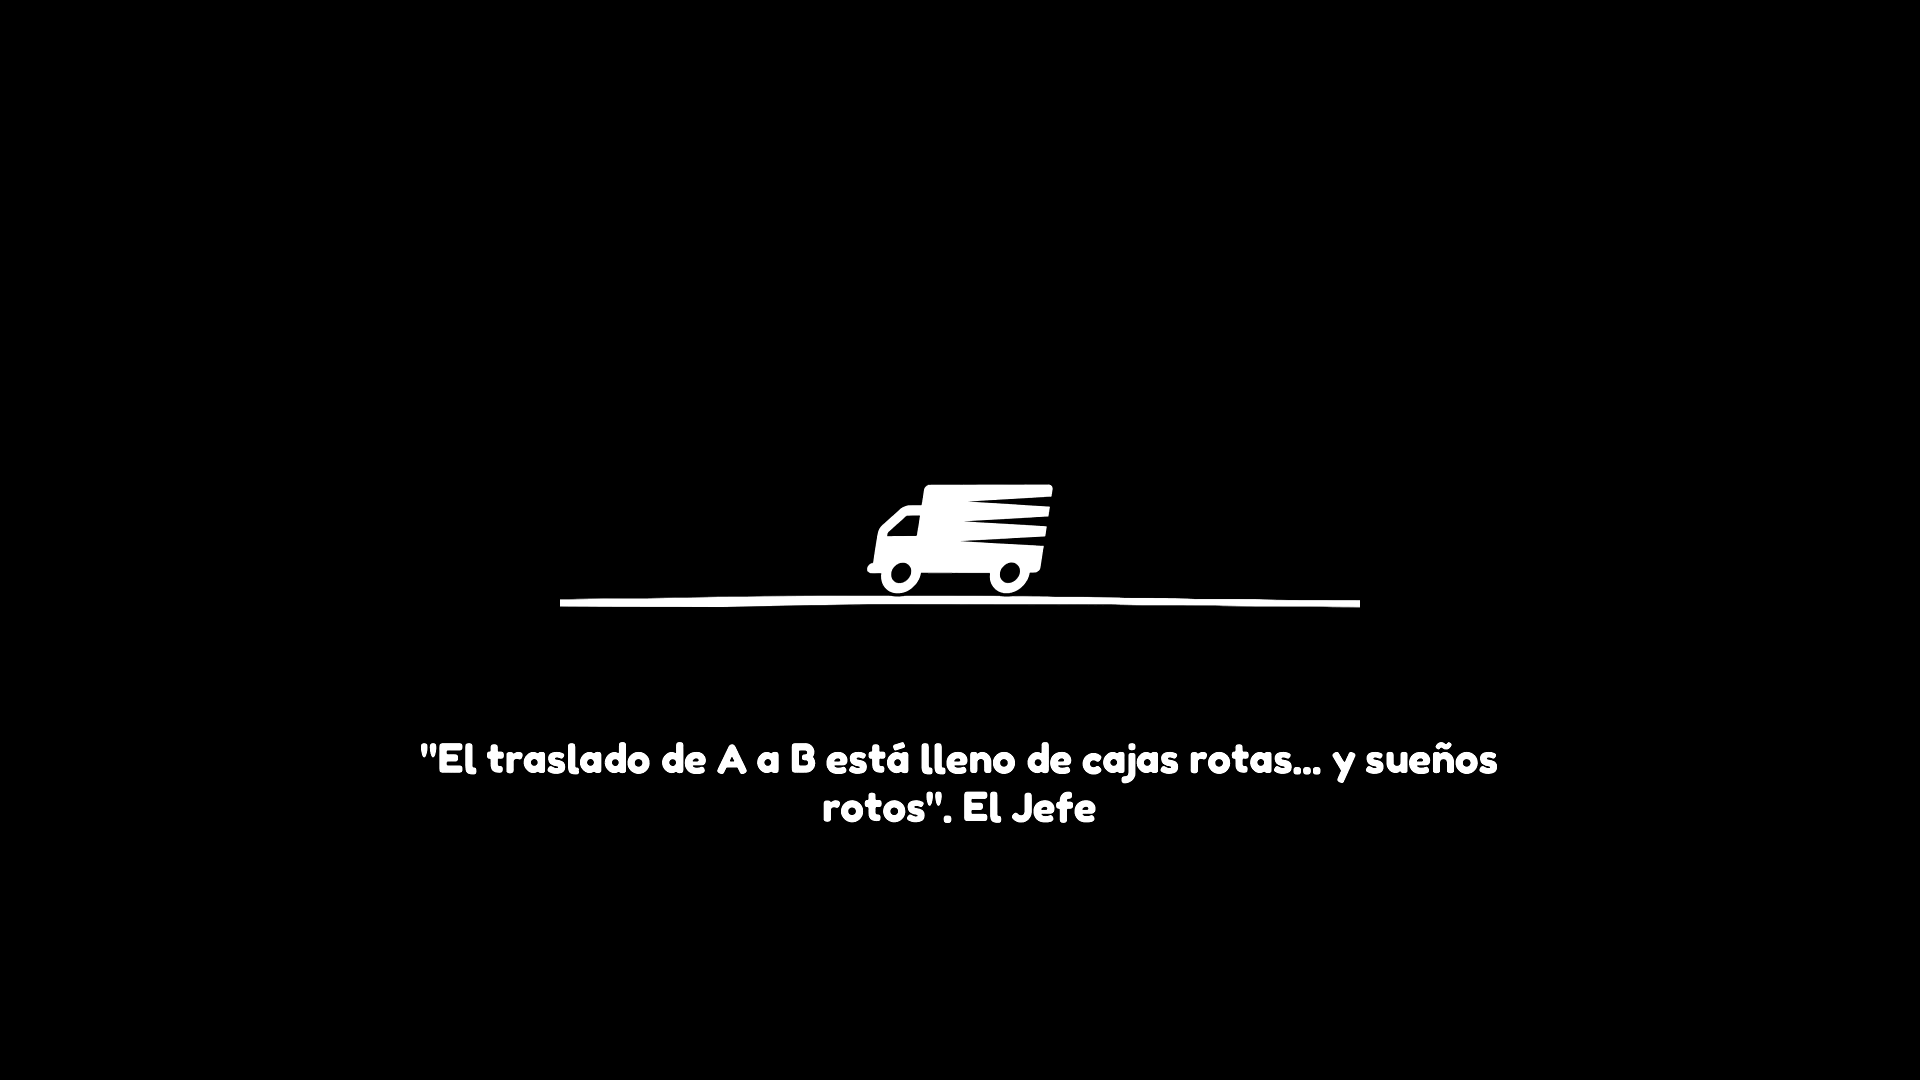 "El traslado de A a B está lleno de cajas rotas... y sueños
rotos". El Jefe